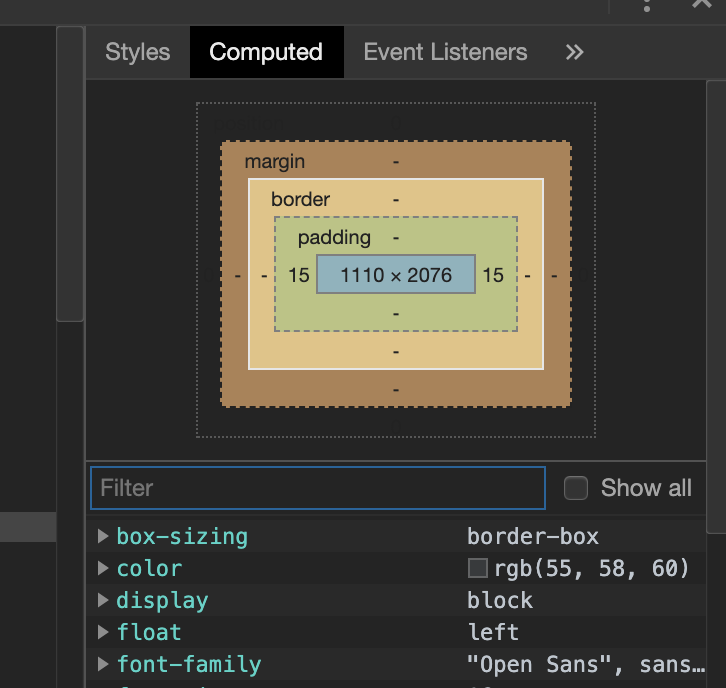 Styles Computed Event Listeners »
margin -
border -
padding -
- - 15 1110 × 2076 15 - -
-
-
-
Filter Show all
box-sizing border-box
color rgb(55, 58, 60)
display block
float left
font-family "Open Sans", sans…